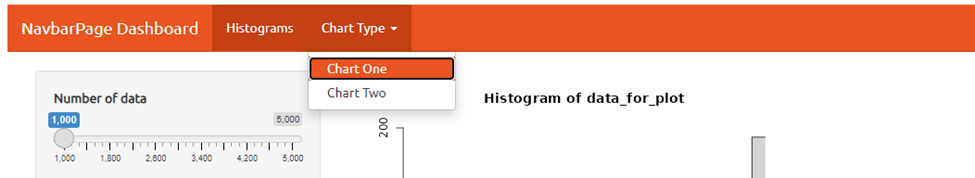 NavbarPage Dashboard Histograms Chart Type
Chart One
Chart Two
Number of data
Histogram of data_for_plot
1,000 5,000
200
1,000 1,800 2,600 3,400 4,200 5,000